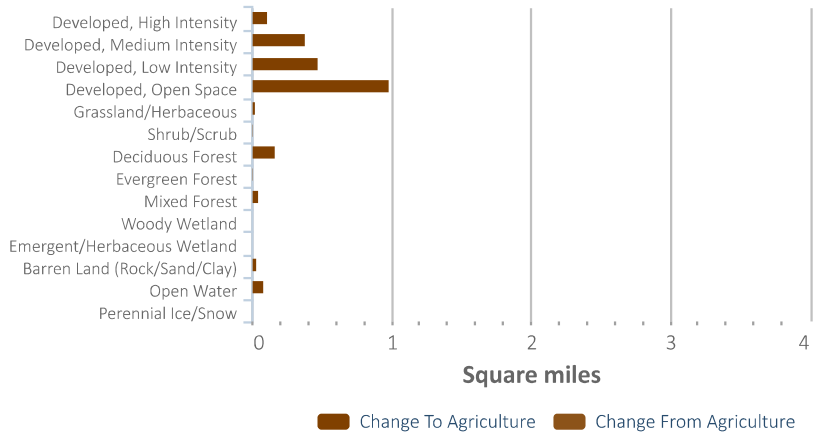 Developed, High Intensity
Developed, Medium Intensity
Developed, Low Intensity
Developed, Open Space
Grassland/Herbaceous
Shrub/Scrub
Deciduous Forest
Evergreen Forest
Mixed Forest
Woody Wetland
Emergent/Herbaceous Wetland
Barren Land (Rock/Sand/Clay)
Open Water
Perennial Ice/Snow
0 1 2 3 4
Square miles
Change To Agriculture Change From Agriculture